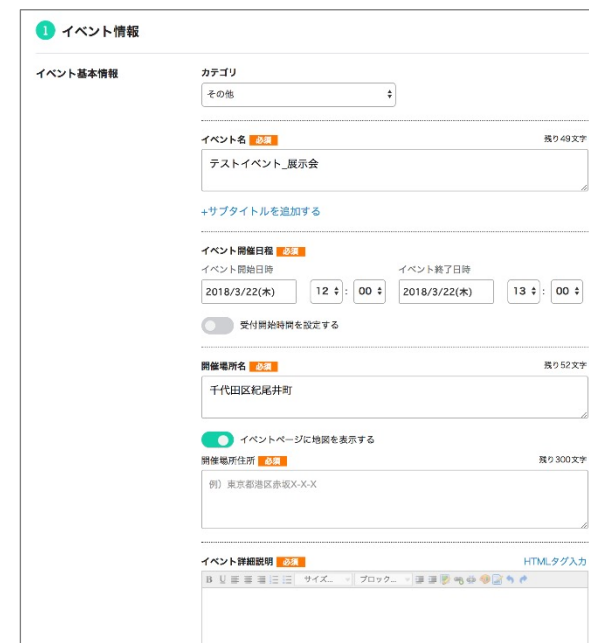 1 イベント情報
イベント基本情報
カテゴリ
その他
イベント名 必須 残り49文字
テストイベント_展示会
+サブタイトルを追加する
イベント開催日程 必須
イベント開始日時 イベント終了日時
2018/3/22(木) 12 : 00 2018/3/22(木) 13 : 00
受付開始時間を設定する
開催場所名 必須 残り52文字
千代田区紀尾井町
イベントページに地図を表示する
開催場所住所 必須 残り300文字
例）東京都港区赤坂X-X-X
イベント詳細説明 必須 HTMLタグ入力
B U サイズ... ブロック...